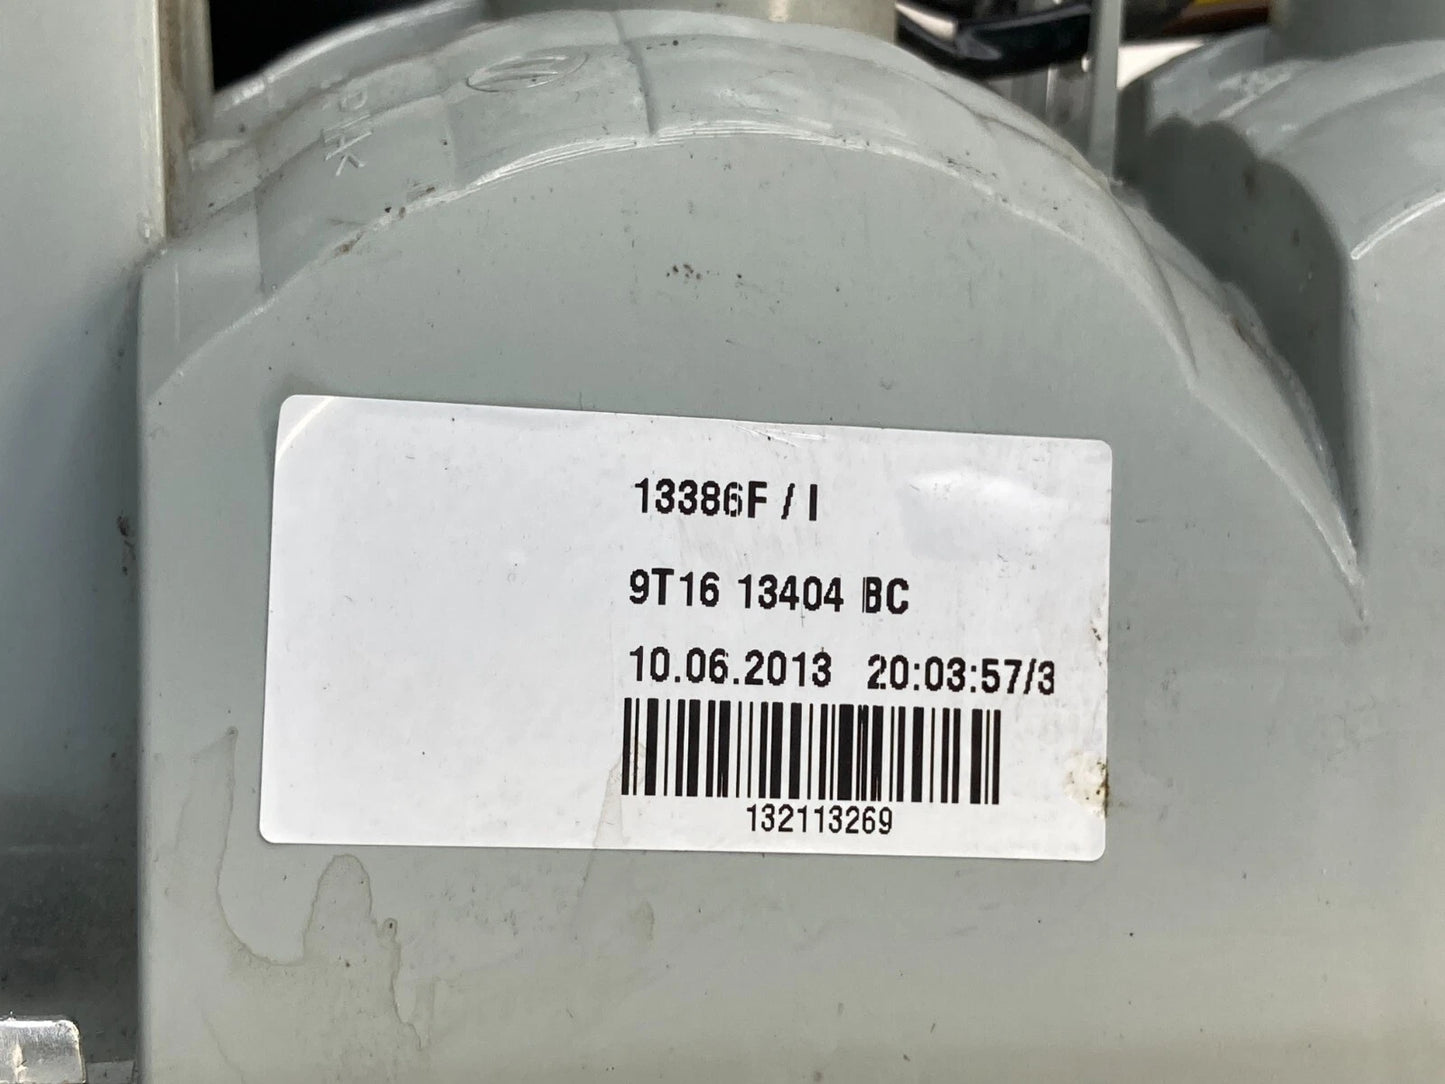 13386F / I
9T16 13404 BC
10.06.2013 20:03:57/3
132113269